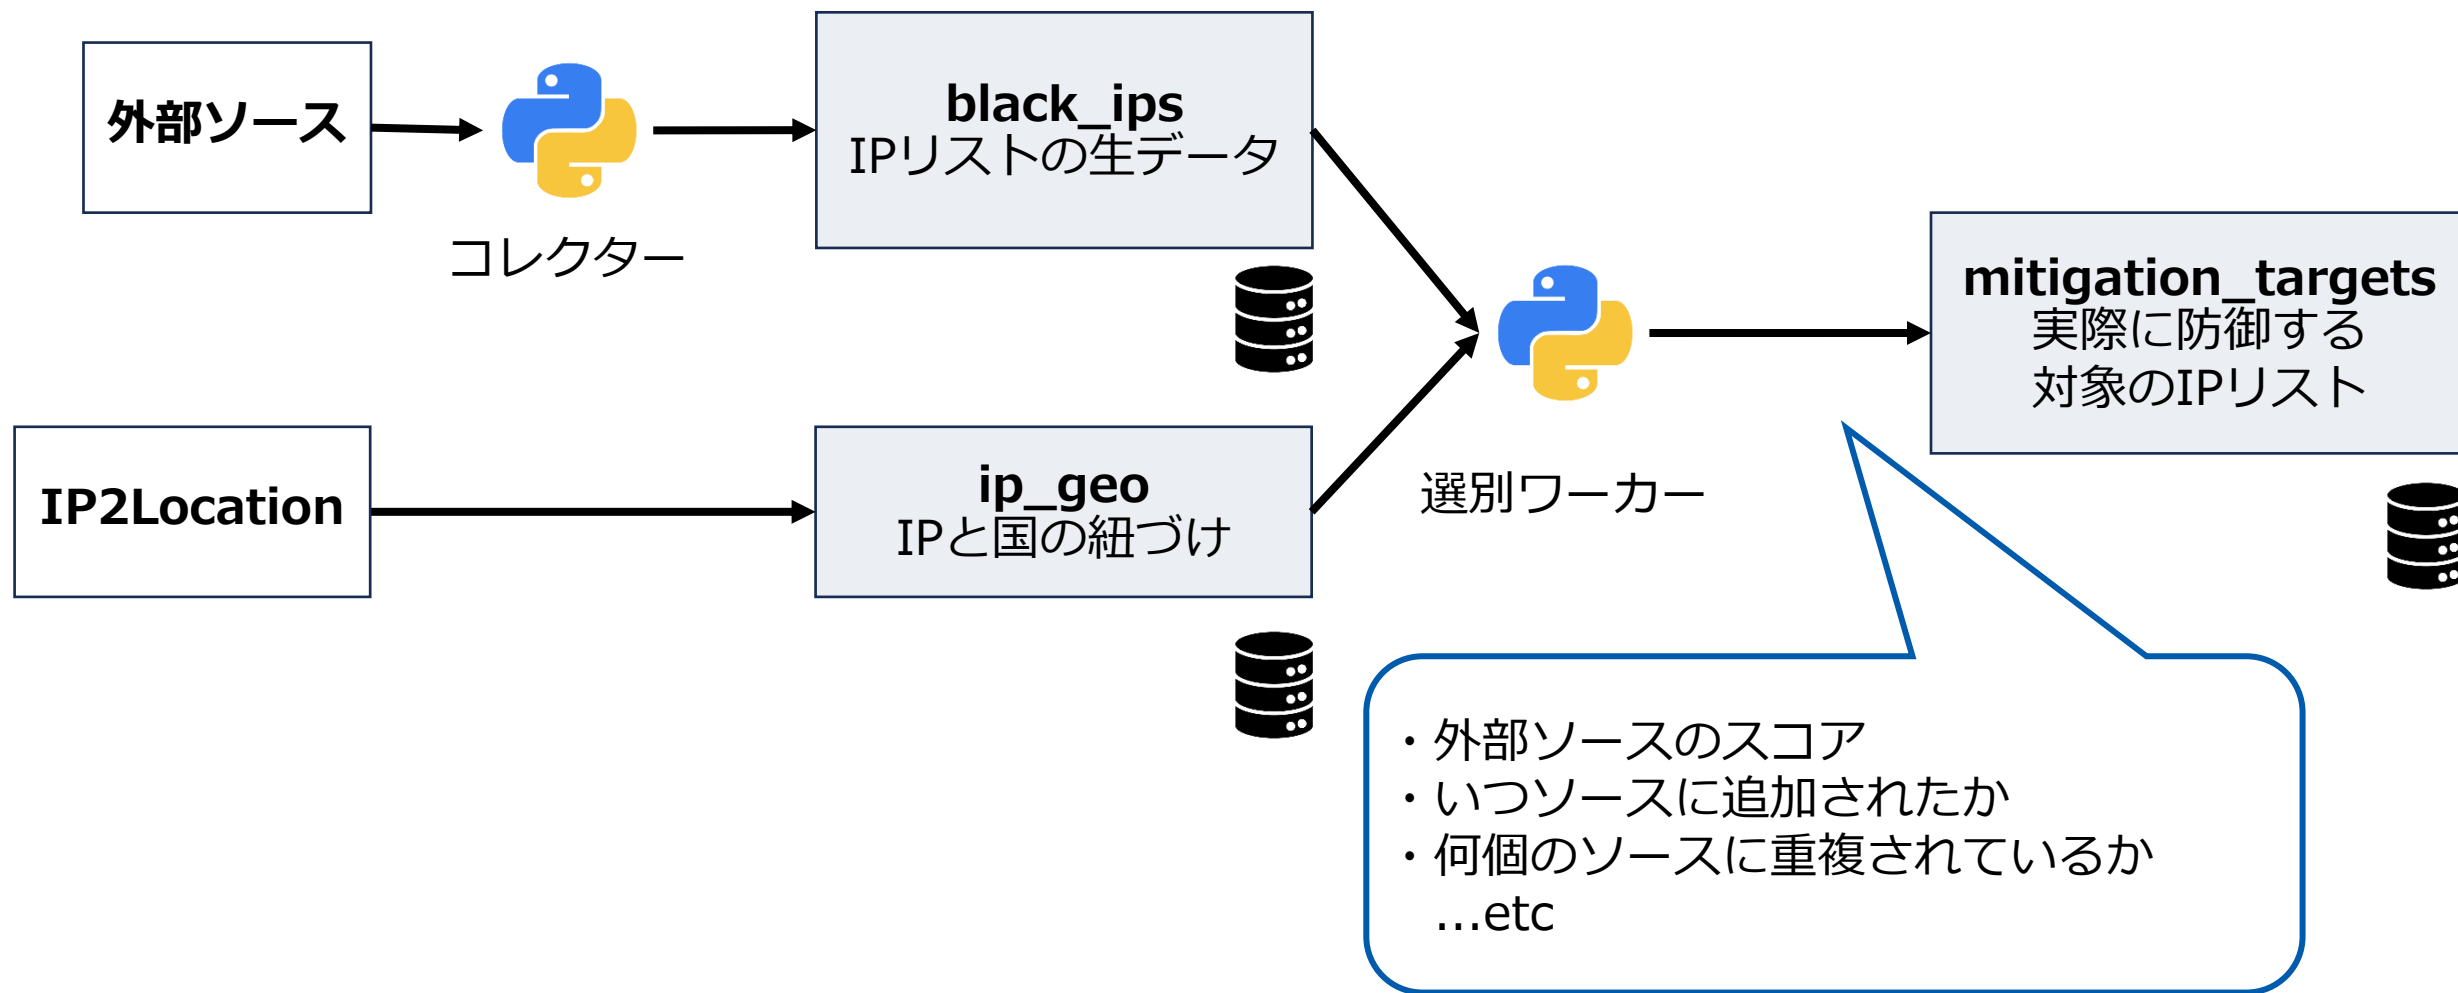 外部ソース
コレクター
black_ips
IPリストの生データ
IP2Location
ip_geo
IPと国の紐づけ
選別ワーカー
mitigation_targets
実際に防御する
対象のIPリスト
・外部ソースのスコア
・いつソースに追加されたか
・何個のソースに重複されているか
…etc